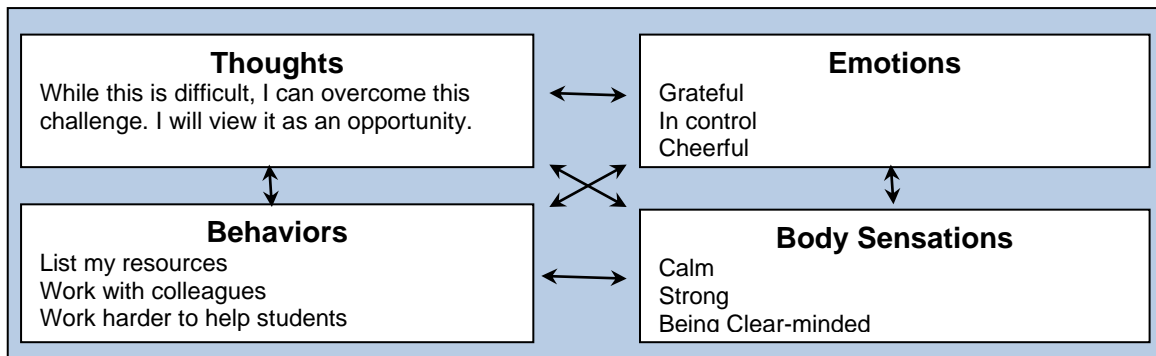 Thoughts
While this is difficult, I can overcome this
challenge. I will view it as an opportunity.
Emotions
Grateful
In control
Cheerful
Behaviors
List my resources
Work with colleagues
Work harder to help students
Body Sensations
Calm
Strong
Being Clear-minded